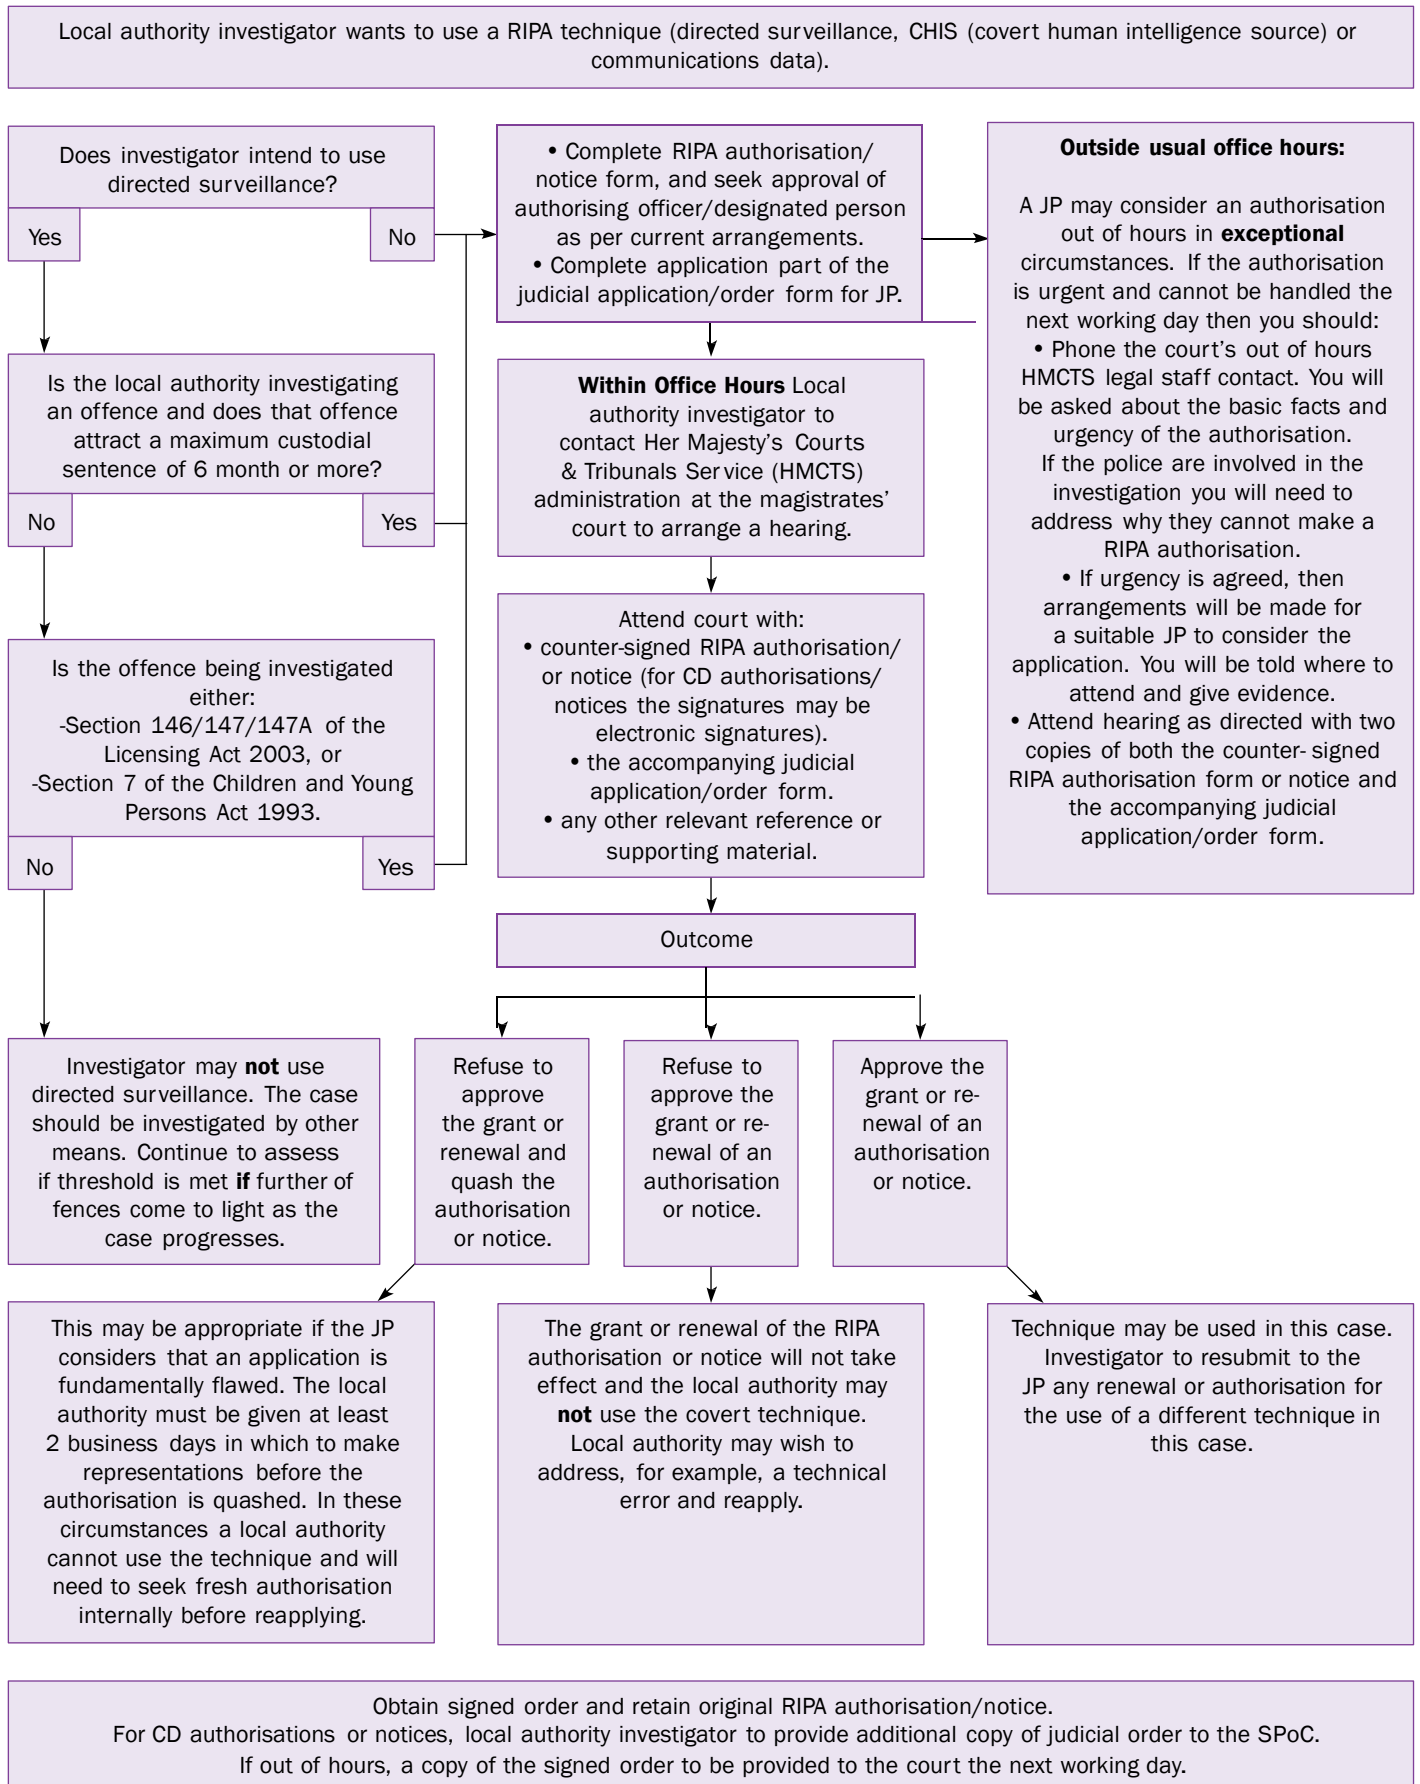 Local authority investigator wants to use a RIPA technique (directed surveillance, CHIS (covert human intelligence source) or
communications data).
Does investigator intend to use
directed surveillance?
Yes
No
Is the local authority investigating
an offence and does that offence
attract a maximum custodial
sentence of 6 month or more?
No
Yes
Is the offence being investigated
either:
-Section 146/147/147A of the
Licensing Act 2003, or
-Section 7 of the Children and Young
Persons Act 1993.
No
Yes
Investigator may not use
directed surveillance. The case
should be investigated by other
means. Continue to assess
if threshold is met if further of
fences come to light as the
case progresses.
• Complete RIPA authorisation/
notice form, and seek approval of
authorising officer/designated person
as per current arrangements.
• Complete application part of the
judicial application/order form for JP.
Within Office Hours Local
authority investigator to
contact Her Majesty's Courts
& Tribunals Service (HMCTS)
administration at the magistrates'
court to arrange a hearing.
Attend court with:
• counter-signed RIPA authorisation/
or notice (for CD authorisations/
notices the signatures may be
electronic signatures).
• the accompanying judicial
application/order form.
• any other relevant reference or
supporting material.
Outside usual office hours:
A JP may consider an authorisation
out of hours in exceptional
circumstances. If the authorisation
is urgent and cannot be handled the
next working day then you should:
• Phone the court's out of hours
HMCTS legal staff contact. You will
be asked about the basic facts and
urgency of the authorisation.
If the police are involved in the
investigation you will need to
address why they cannot make a
RIPA authorisation.
• If urgency is agreed, then
arrangements will be made for
a suitable JP to consider the
application. You will be told where to
attend and give evidence.
• Attend hearing as directed with two
copies of both the counter- signed
RIPA authorisation form or notice and
the accompanying judicial
application/order form.
Outcome
Refuse to
approve
the grant or
renewal and
quash the
authorisation
or notice.
Refuse to
approve the
grant or re-
newal of an
authorisation
or notice.
Approve the
grant or re-
newal of an
authorisation
or notice.
This may be appropriate if the JP
considers that an application is
fundamentally flawed. The local
authority must be given at least
2 business days in which to make
representations before the
authorisation is quashed. In these
circumstances a local authority
cannot use the technique and will
need to seek fresh authorisation
internally before reapplying.
The grant or renewal of the RIPA
authorisation or notice will not take
effect and the local authority may
not use the covert technique.
Local authority may wish to
address, for example, a technical
error and reapply.
Technique may be used in this case.
Investigator to resubmit to the
JP any renewal or authorisation for
the use of a different technique in
this case.
Obtain signed order and retain original RIPA authorisation/notice.
For CD authorisations or notices, local authority investigator to provide additional copy of judicial order to the SPoC.
If out of hours, a copy of the signed order to be provided to the court the next working day.